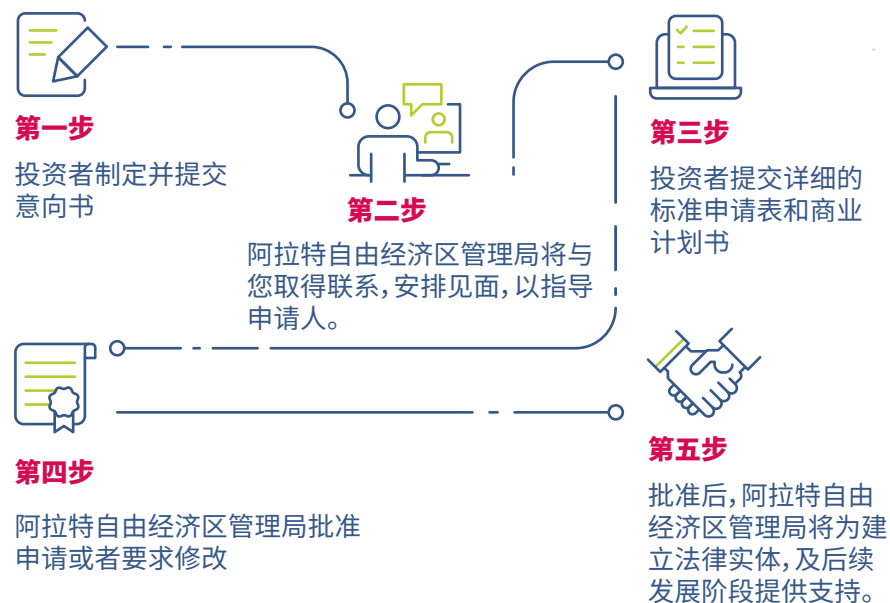 第一步
投资者制定并提交
意向书
第二步
阿拉特自由经济区管理局将与
您取得联系，安排见面，以指导
申请人。
第三步
投资者提交详细的
标准申请表和商业
计划书
第四步
阿拉特自由经济区管理局批准
申请或者要求修改
第五步
批准后，阿拉特自由
经济区管理局将为建
立法律实体，及后续
发展阶段提供支持。